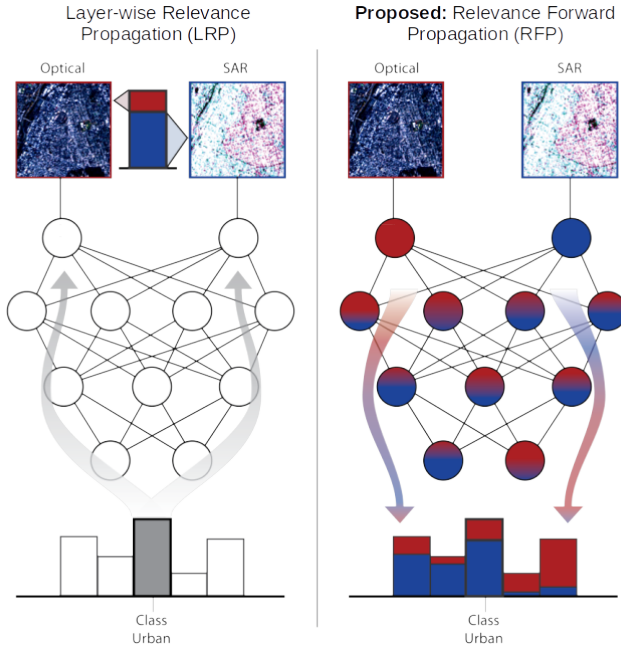 Layer-wise Relevance
Propagation (LRP)
Optical
SAR
Class
Urban
Proposed: Relevance Forward
Propagation (RFP)
Optical
SAR
Class
Urban